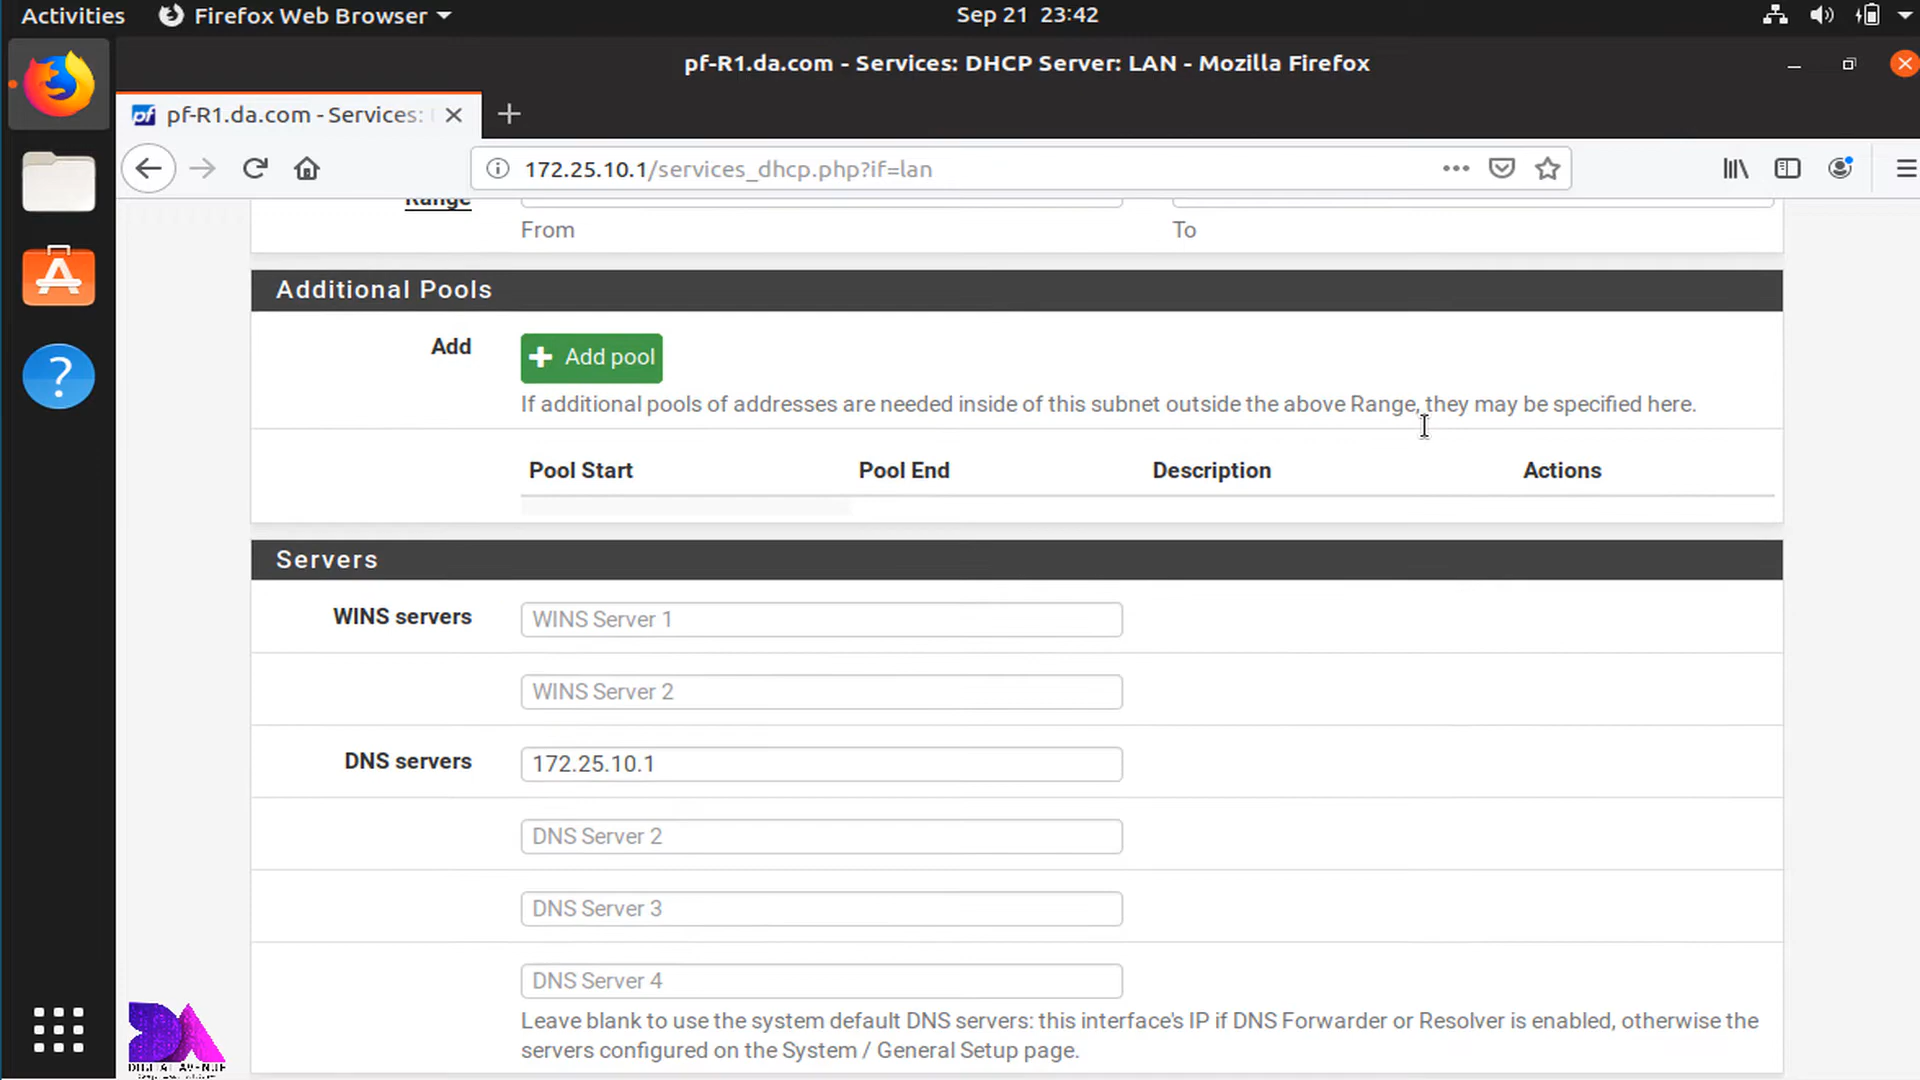 Activities
Firefox Web Browser
Sep 21 23:42
pf-R1.da.com - Services: DHCP Server: LAN - Mozilla Firefox
pf pf-R1.da.com - Services:
172.25.10.1/services_dhcp.php?if=lan
Range
From
To
Additional Pools
Add
Add pool
If additional pools of addresses are needed inside of this subnet outside the above Range, they may be specified here.
Pool Start Pool End Description Actions
Servers
WINS servers
WINS Server 1
WINS Server 2
DNS servers
172.25.10.1
DNS Server 2
DNS Server 3
DNS Server 4
Leave blank to use the system default DNS servers: this interface's IP if DNS Forwarder or Resolver is enabled, otherwise the
servers configured on the System / General Setup page.
DA
DIGITAL AVENUE